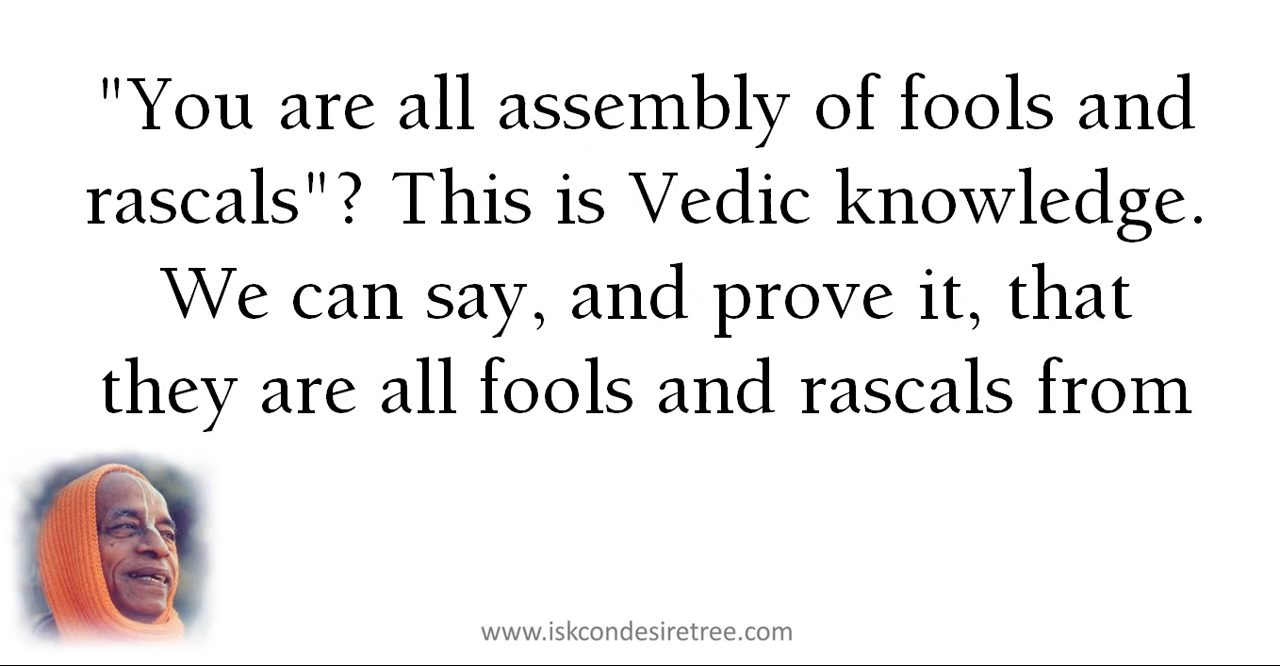 "You are all assembly of fools and
rascals"? This is Vedic knowledge.
We can say, and prove it, that
they are all fools and rascals from
www.iskcondesiretree.com